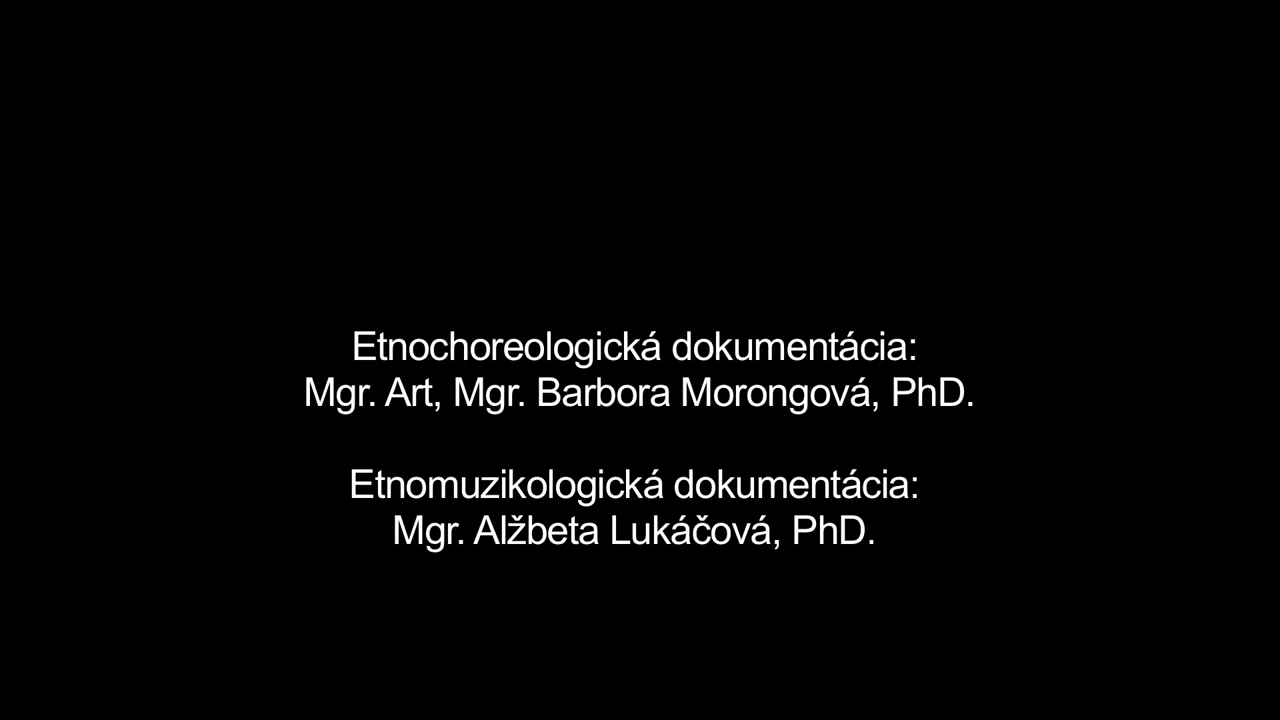 Etnochoreologická dokumentácia:
Mgr. Art, Mgr. Barbora Morongová, PhD.
Etnomuzikologická dokumentácia:
Mgr. Alžbeta Lukáčová, PhD.